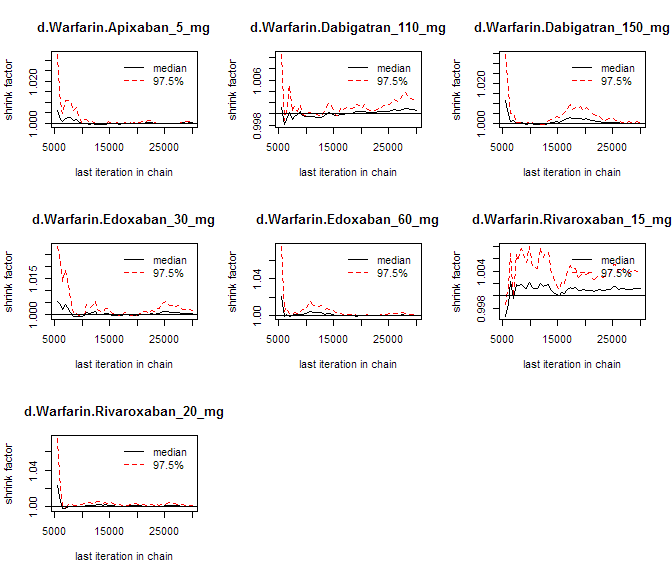 d.Warfarin.Apixaban_5_mg
shrink factor
1.000 1.020
median
97.5%
5000 15000 25000
last iteration in chain
d.Warfarin.Dabigatran_110_mg
shrink factor
0.998 1.006
median
97.5%
5000 15000 25000
last iteration in chain
d.Warfarin.Dabigatran_150_mg
shrink factor
1.000 1.020
median
97.5%
5000 15000 25000
last iteration in chain
d.Warfarin.Edoxaban_30_mg
shrink factor
1.000 1.015
median
97.5%
5000 15000 25000
last iteration in chain
d.Warfarin.Edoxaban_60_mg
shrink factor
1.00 1.04
median
97.5%
5000 15000 25000
last iteration in chain
d.Warfarin.Rivaroxaban_15_mg
shrink factor
0.998 1.004
median
97.5%
5000 15000 25000
last iteration in chain
d.Warfarin.Rivaroxaban_20_mg
shrink factor
1.00 1.04
median
97.5%
5000 15000 25000
last iteration in chain